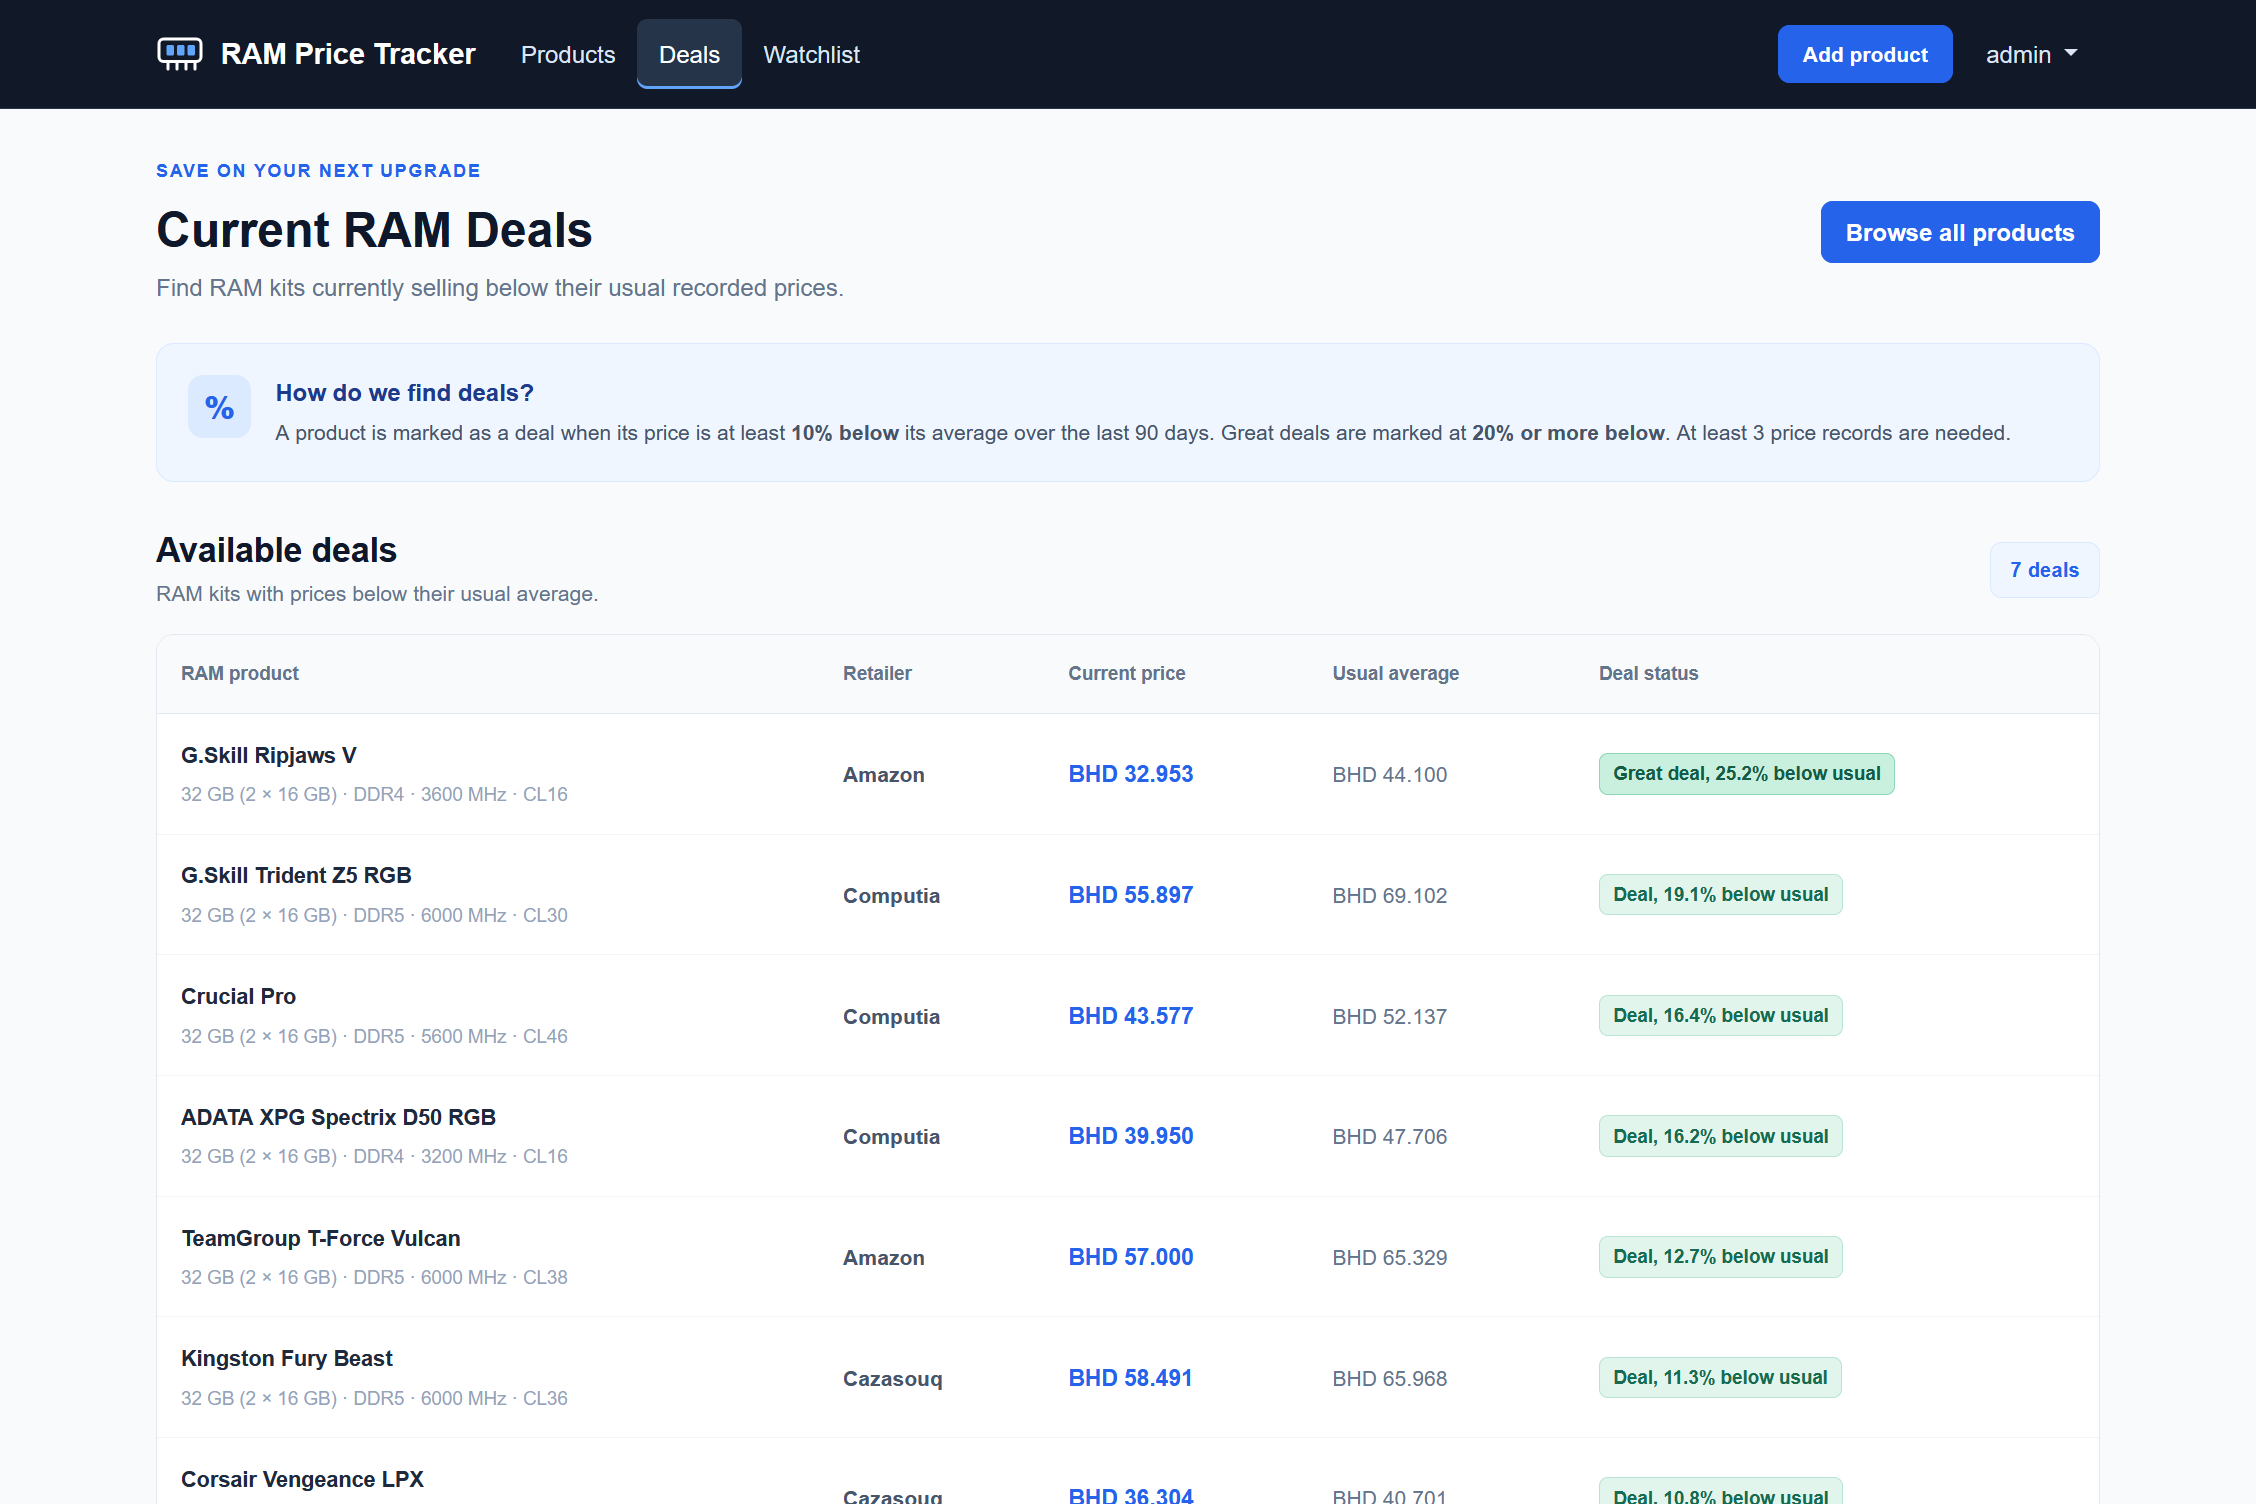 RAM Price Tracker
Products
Deals
Watchlist
Add product
admin
SAVE ON YOUR NEXT UPGRADE
Current RAM Deals
Browse all products
Find RAM kits currently selling below their usual recorded prices.
%
How do we find deals?
A product is marked as a deal when its price is at least 10% below its average over the last 90 days. Great deals are marked at 20% or more below. At least 3 price records are needed.
Available deals
7 deals
RAM kits with prices below their usual average.
RAM product Retailer Current price Usual average Deal status
G.Skill Ripjaws V
32 GB (2 × 16 GB) · DDR4 · 3600 MHz · CL16
Amazon BHD 32.953 BHD 44.100 Great deal, 25.2% below usual
G.Skill Trident Z5 RGB
32 GB (2 × 16 GB) · DDR5 · 6000 MHz · CL30
Computia BHD 55.897 BHD 69.102 Deal, 19.1% below usual
Crucial Pro
32 GB (2 × 16 GB) · DDR5 · 5600 MHz · CL46
Computia BHD 43.577 BHD 52.137 Deal, 16.4% below usual
ADATA XPG Spectrix D50 RGB
32 GB (2 × 16 GB) · DDR4 · 3200 MHz · CL16
Computia BHD 39.950 BHD 47.706 Deal, 16.2% below usual
TeamGroup T-Force Vulcan
32 GB (2 × 16 GB) · DDR5 · 6000 MHz · CL38
Amazon BHD 57.000 BHD 65.329 Deal, 12.7% below usual
Kingston Fury Beast
32 GB (2 × 16 GB) · DDR5 · 6000 MHz · CL36
Cazasouq BHD 58.491 BHD 65.968 Deal, 11.3% below usual
Corsair Vengeance LPX
Cazasouq BHD 36.304 BHD 40.701 Deal, 10.8% below usual